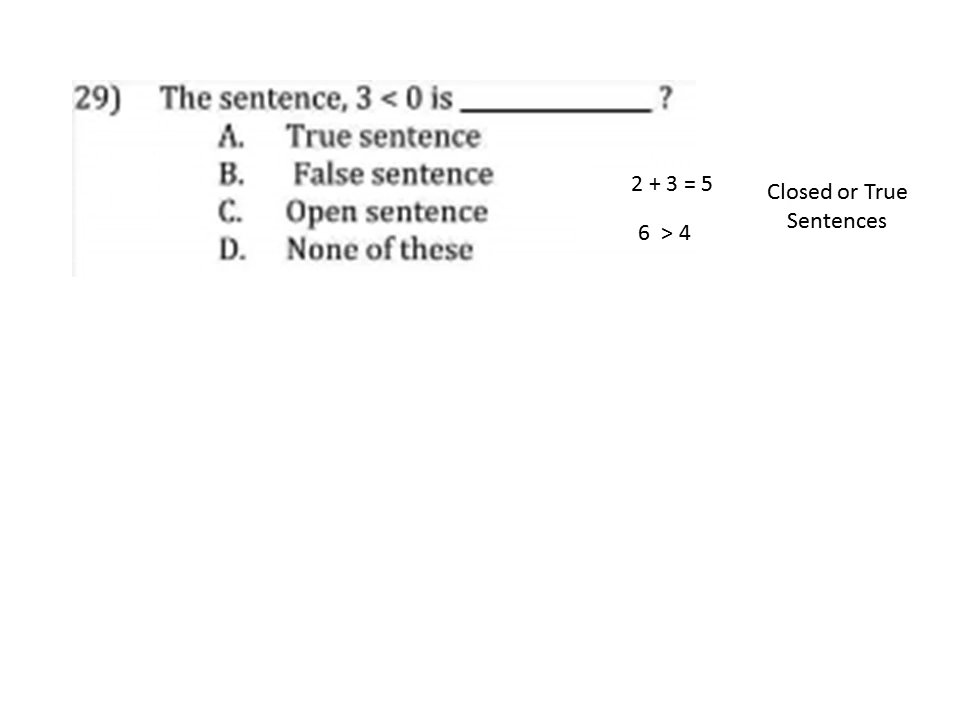 29) The sentence, 3 < 0 is ____________ ?
A. True sentence
B. False sentence
C. Open sentence
D. None of these
2 + 3 = 5
6 > 4
Closed or True
Sentences